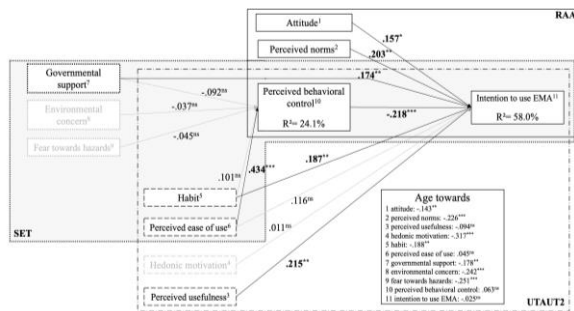 RAA
Attitude¹
.157*
Perceived norms²
.203**
Governmental support⁷
.174**
-.092ⁿˢ
Environmental
concern⁸
-.037ⁿˢ
Perceived behavioral
control¹⁰
R²= 24.1%
-.218***
Intention to use EMA¹¹
R²= 58.0%
Fear towards hazards⁹
-.045ⁿˢ
.101ⁿˢ
.434***
.187**
Habit⁵
.116ⁿˢ
SET
Perceived ease of use⁶
.011ⁿˢ
Hedonic motivation⁴
.215**
Perceived usefulness³
Age towards
1 attitude: -.143**
2 perceived norms: -.226***
3 perceived usefulness: -.094ⁿˢ
4 hedonic motivation: -.317***
5 habit: -.188**
6 perceived ease of use: .045ⁿˢ
7 governmental support: -.178**
8 environmental concern: -.242***
9 fear towards hazards: -.251***
10 perceived behavioral control: .063ⁿˢ
11 intention to use EMA: -.025ⁿˢ
UTAUT2